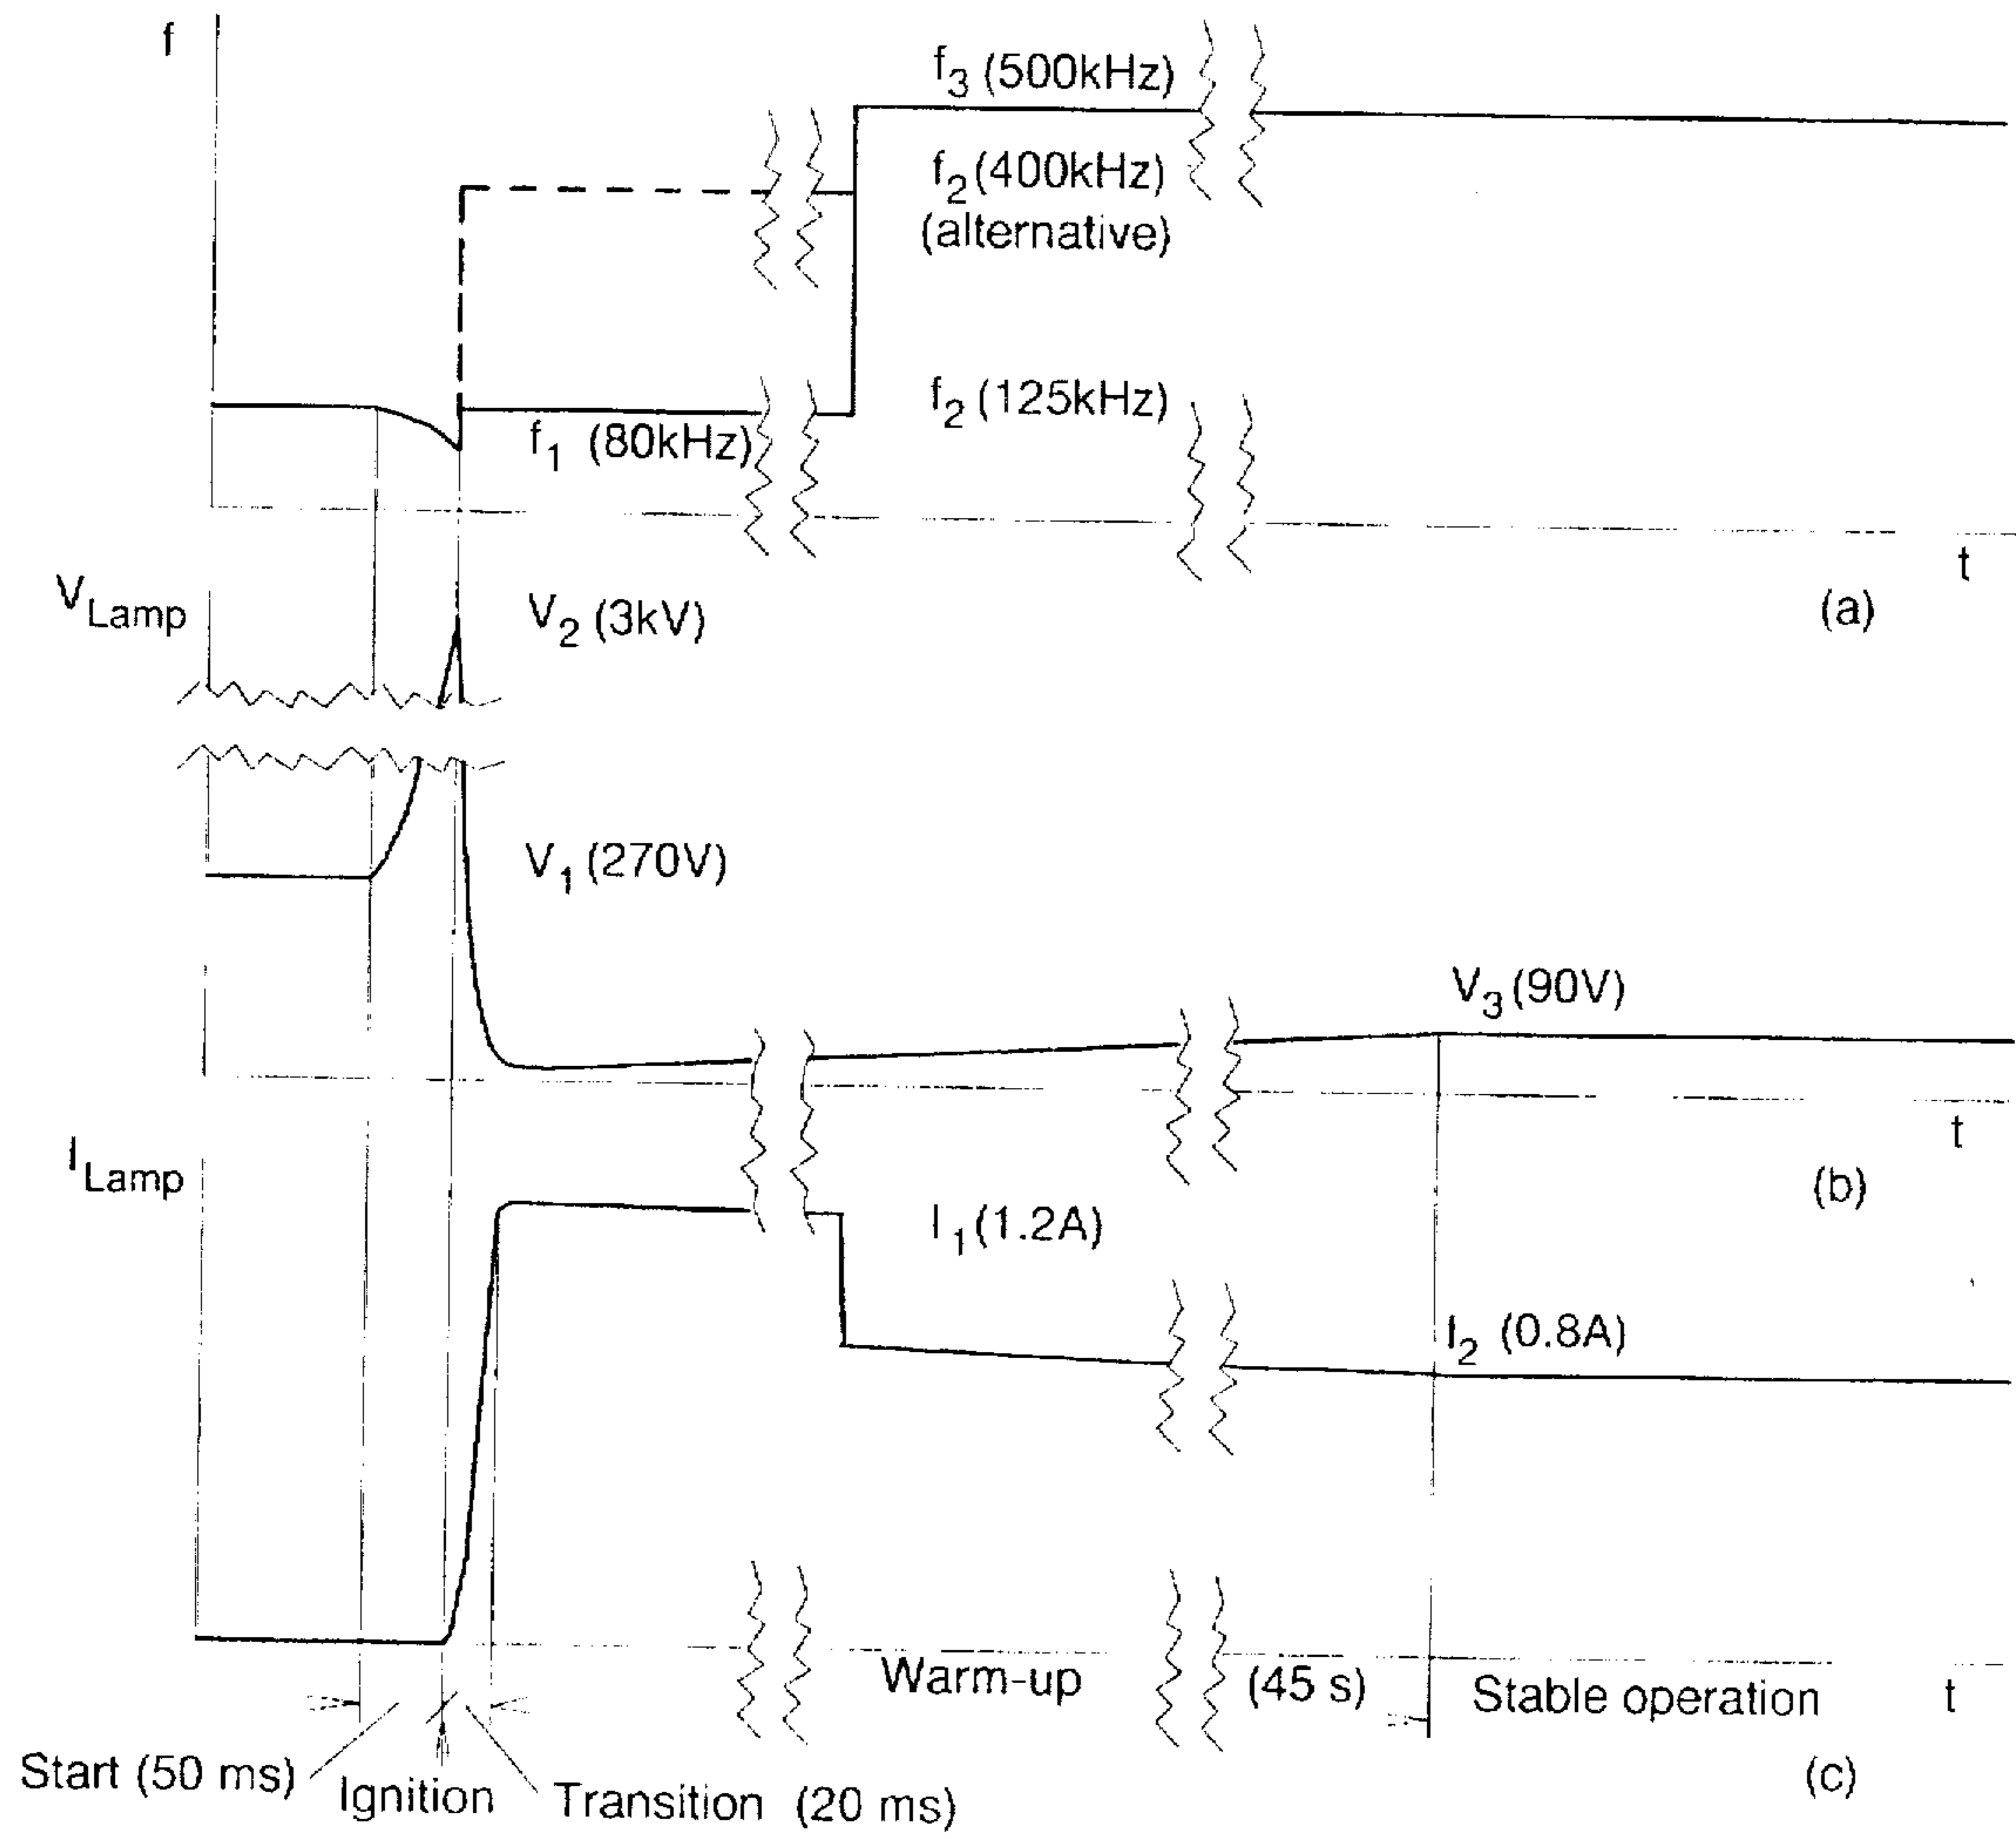 f
f3 (500kHz)
f2 (400kHz)
(alternative)
f2 (125kHz)
f1 (80kHz)
t
(a)
VLamp
V2 (3kV)
V1 (270V)
V3 (90V)
t
(b)
ILamp
I1 (1.2A)
I2 (0.8A)
Warm-up (45 s)
Stable operation
t
Start (50 ms)
Ignition
Transition (20 ms)
(c)